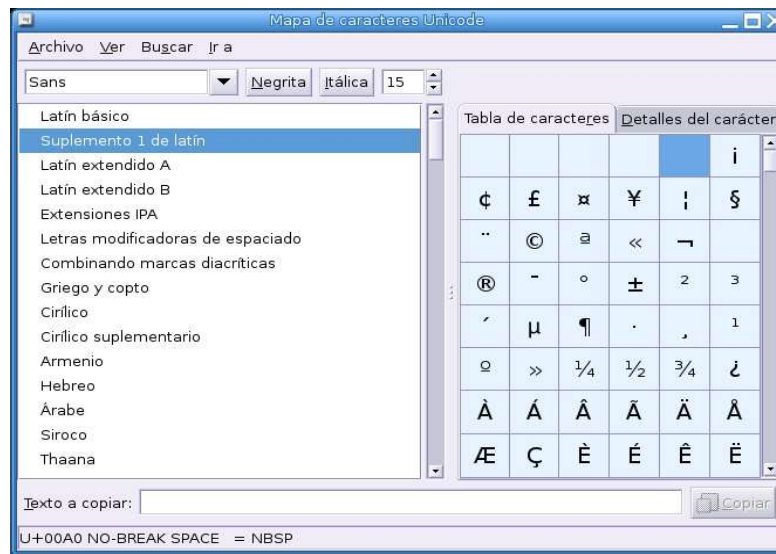 Mapa de caracteres Unicode
Archivo Ver Buscar Ir a
Sans Negrita Itálica 15
Latín básico
Suplemento 1 de latín
Latín extendido A
Latín extendido B
Extensiones IPA
Letras modificadoras de espaciado
Combinando marcas diacríticas
Griego y copto
Cirílico
Cirílico suplementario
Armenio
Hebreo
Árabe
Siroco
Thaana
Tabla de caracteres Detalles del carácter
¡
¢ £ ¤ ¥ ¦ §
¨ © ª « ¬
® ¯ ° ± ² ³
´ µ ¶ · ¸ ¹
º » ¼ ½ ¾ ¿
À Á Â Ã Ä Å
Æ Ç È É Ê Ë
Texto a copiar: Copiar
U+00A0 NO-BREAK SPACE = NBSP